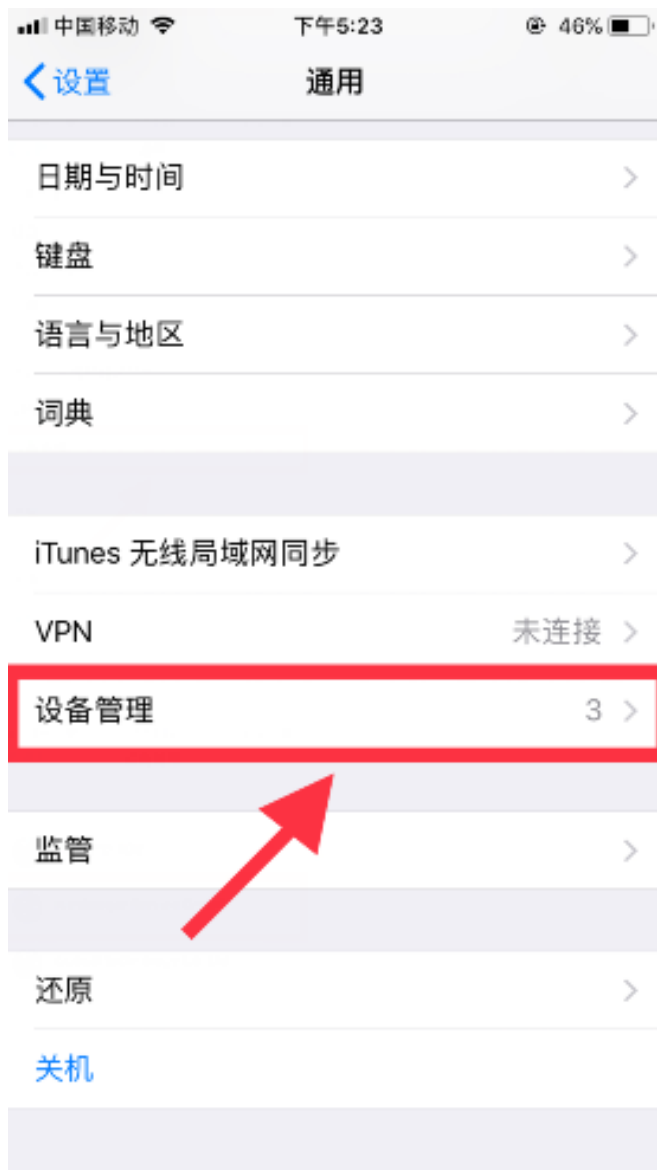 中国移动 下午5:23 46%
设置 通用
日期与时间
键盘
语言与地区
词典
iTunes 无线局域网同步
VPN 未连接
设备管理 3
监管
还原
关机